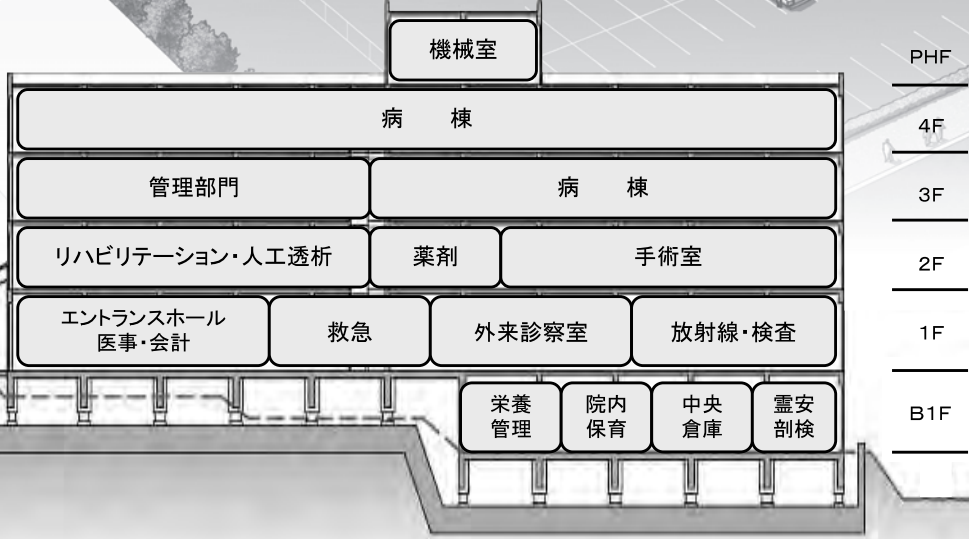 機械室
PHF
病　棟
4F
管理部門
病　棟
3F
リハビリテーション・人工透析
薬剤
手術室
2F
エントランスホール
医事・会計
救急
外来診察室
放射線・検査
1F
栄養
管理
院内
保育
中央
倉庫
霊安
剖検
B1F